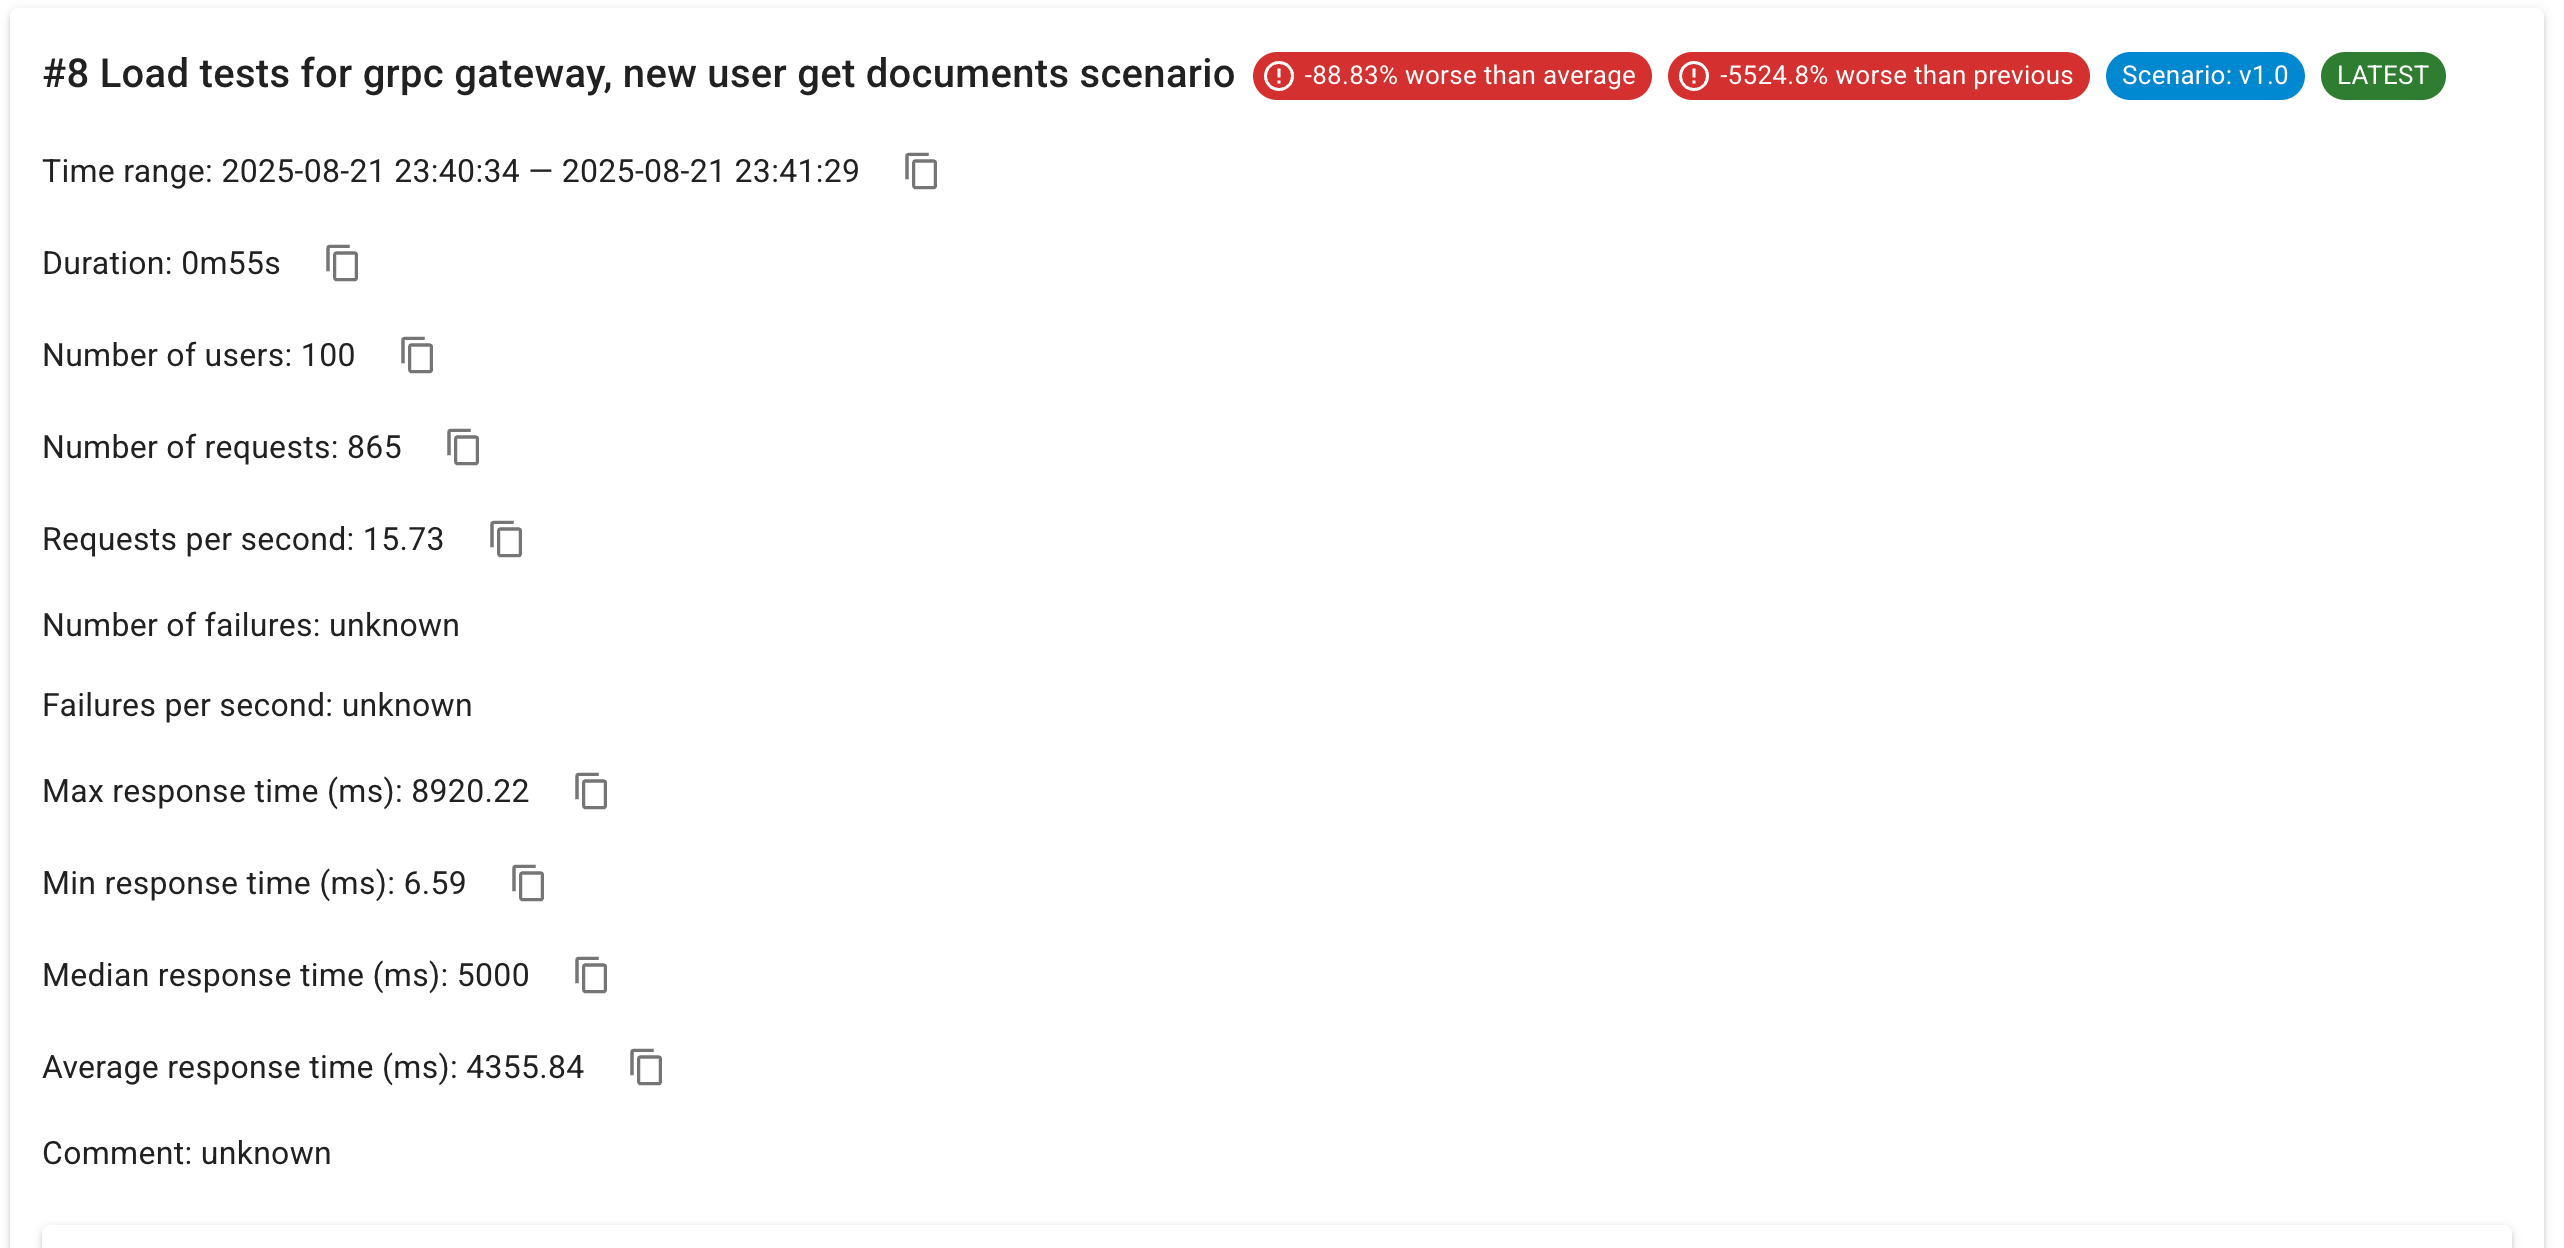 #8 Load tests for grpc gateway, new user get documents scenario -88.83% worse than average -5524.8% worse than previous Scenario: v1.0 LATEST
Time range: 2025-08-21 23:40:34 — 2025-08-21 23:41:29
Duration: 0m55s
Number of users: 100
Number of requests: 865
Requests per second: 15.73
Number of failures: unknown
Failures per second: unknown
Max response time (ms): 8920.22
Min response time (ms): 6.59
Median response time (ms): 5000
Average response time (ms): 4355.84
Comment: unknown